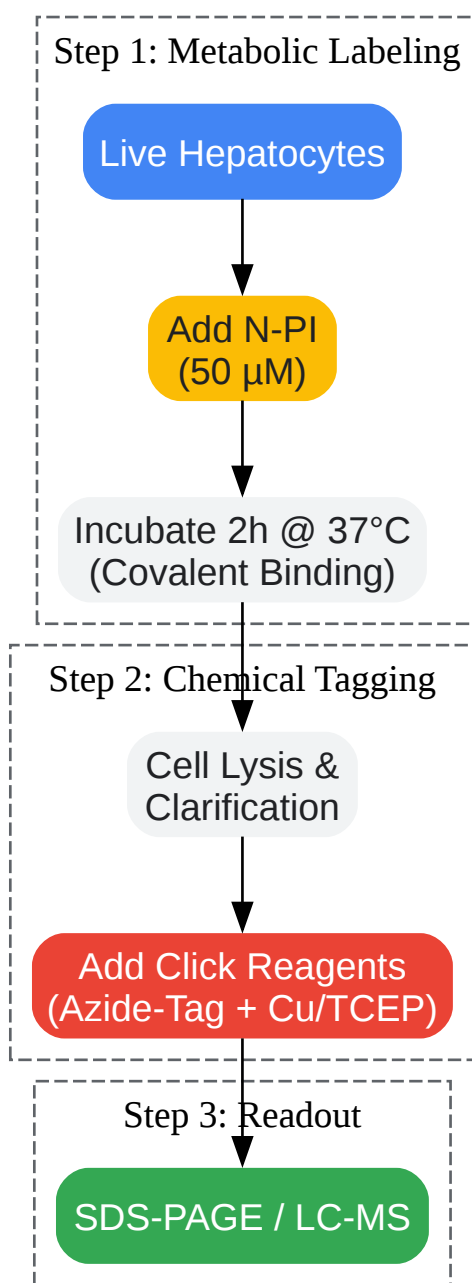 Step 1: Metabolic Labeling
Live Hepatocytes
Add N-PI
(50 µM)
Incubate 2h @ 37°C
(Covalent Binding)
Step 2: Chemical Tagging
Cell Lysis &
Clarification
Add Click Reagents
(Azide-Tag + Cu/TCEP)
Step 3: Readout
SDS-PAGE / LC-MS